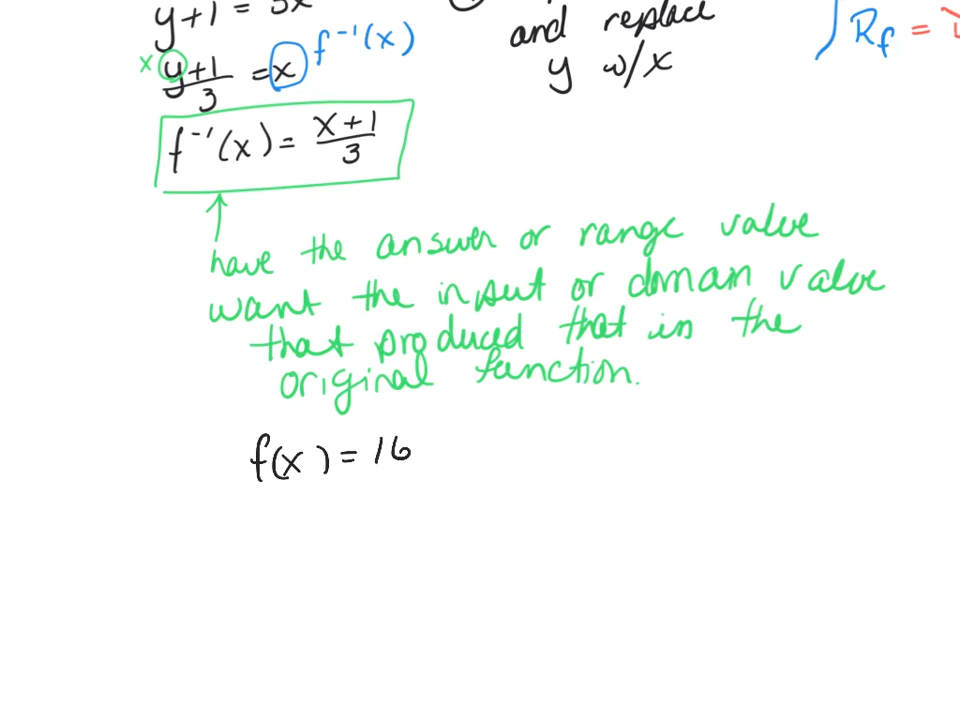 y+1 = 3x
x y+1/3 = x f⁻¹(x)
and replace
y w/x
R_f =
f⁻¹(x) = x+1/3
have the answer or range value
want the input or domain value
that produced that in the
original function.
f(x) = 16